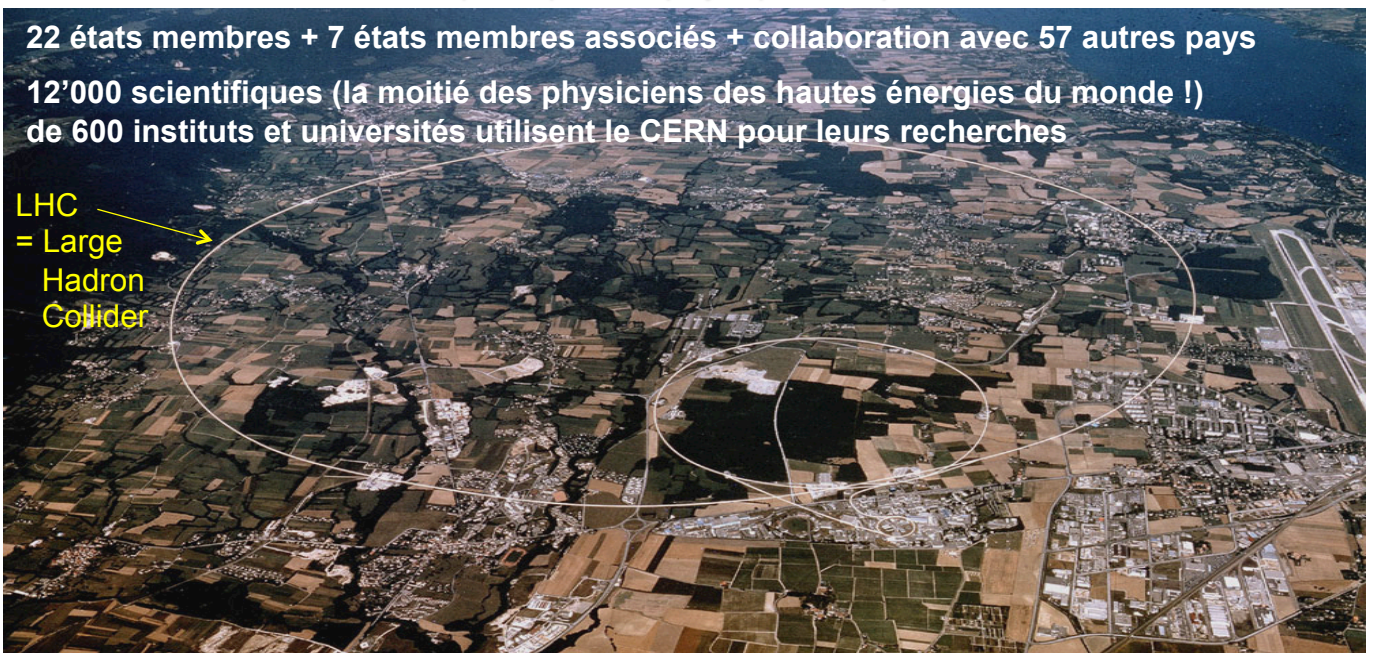 22 états membres + 7 états membres associés + collaboration avec 57 autres pays
12’000 scientifiques (la moitié des physiciens des hautes énergies du monde !)
de 600 instituts et universités utilisent le CERN pour leurs recherches
LHC
= Large
Hadron
Collider